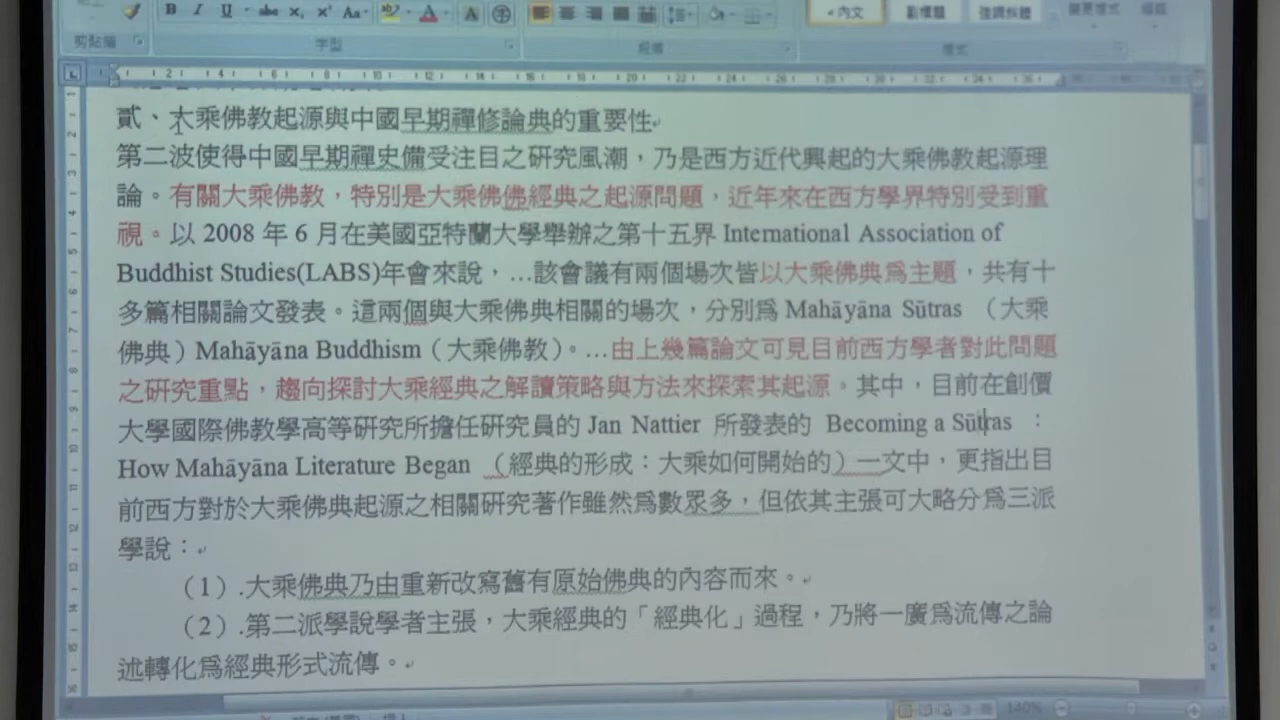 剪貼簿
字型
段落
樣式
貳、大乘佛教起源與中國早期禪修論典的重要性
第二波使得中國早期禪史備受注目之研究風潮，乃是西方近代興起的大乘佛教起源理
論。有關大乘佛教，特別是大乘佛佛經典之起源問題，近年來在西方學界特別受到重
視。以 2008 年 6 月在美國亞特蘭大學舉辦之第十五界 International Association of
Buddhist Studies(LABS)年會來說，…該會議有兩個場次皆以大乘佛典爲主題，共有十
多篇相關論文發表。這兩個與大乘佛典相關的場次，分別爲 Mahāyāna Sūtras （大乘
佛典）Mahāyāna Buddhism（大乘佛教）。…由上幾篇論文可見目前西方學者對此問題
之研究重點，趨向探討大乘經典之解讀策略與方法來探索其起源。其中，目前在創價
大學國際佛教學高等研究所擔任研究員的 Jan Nattier 所發表的 Becoming a Sūtras ：
How Mahāyāna Literature Began （經典的形成：大乘如何開始的）一文中，更指出目
前西方對於大乘佛典起源之相關研究著作雖然爲數眾多，但依其主張可大略分爲三派
學說：
（1）.大乘佛典乃由重新改寫舊有原始佛典的內容而來。
（2）.第二派學說學者主張，大乘經典的「經典化」過程，乃將一廣爲流傳之論
述轉化爲經典形式流傳。
140%